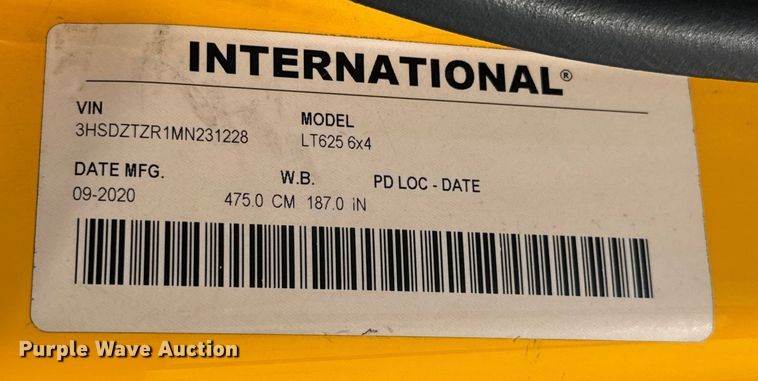 INTERNATIONAL®
VIN
3HSDZTZR1MN231228
MODEL
LT625 6x4
DATE MFG.
09-2020
W.B.
475.0 CM 187.0 IN
PD LOC - DATE
Purple Wave Auction